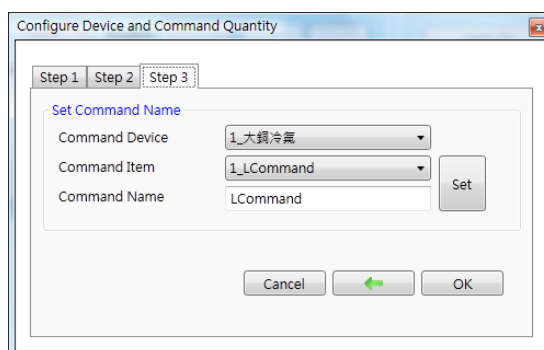 Configure Device and Command Quantity
Step 1 Step 2 Step 3
Set Command Name
Command Device 1_大鍋冷氣
Command Item 1_LCommand
Set
Command Name LCommand
Cancel OK